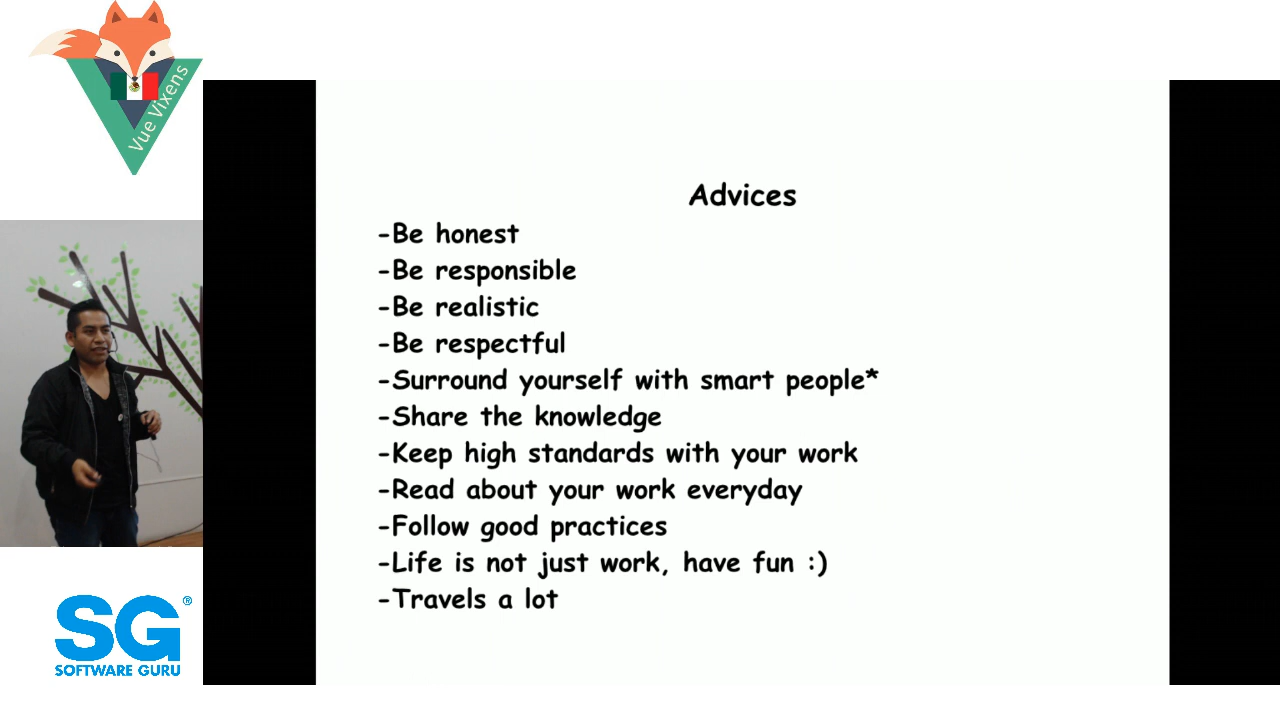 Vue Vixens
Advices
-Be honest
-Be responsible
-Be realistic
-Be respectful
-Surround yourself with smart people*
-Share the knowledge
-Keep high standards with your work
-Read about your work everyday
-Follow good practices
-Life is not just work, have fun :)
-Travels a lot
SG®
SOFTWARE GURU